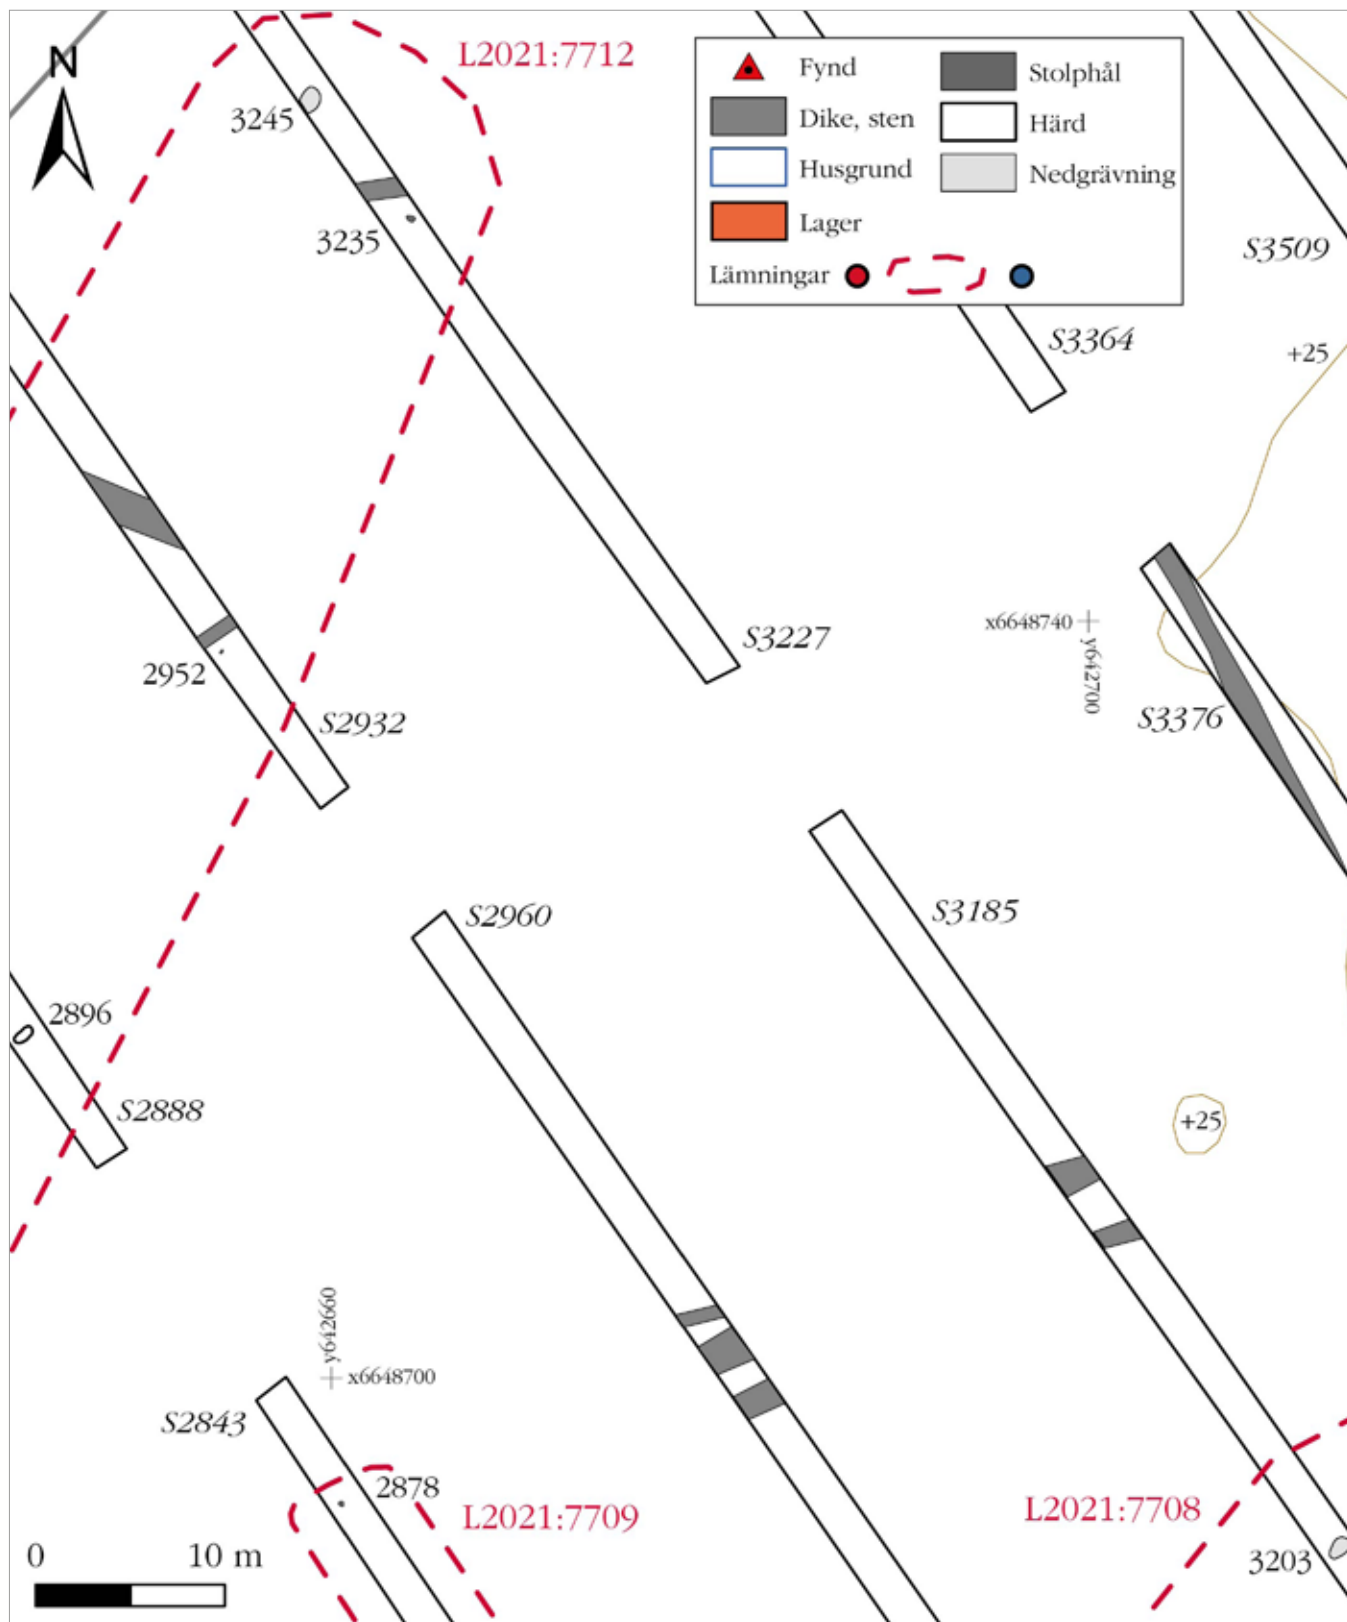 N
L2021:7712
3245
3235
Fynd
Dike, sten
Husgrund
Lager
Lämningar
Stolphål
Härd
Nedgrävning
S3509
S3364
+25
x6648740
y642700
S3227
S3376
2952
S2932
S2960
S3185
2896
S2888
+25
y642660
x6648700
S2843
2878
L2021:7709
L2021:7708
3203
0 10 m